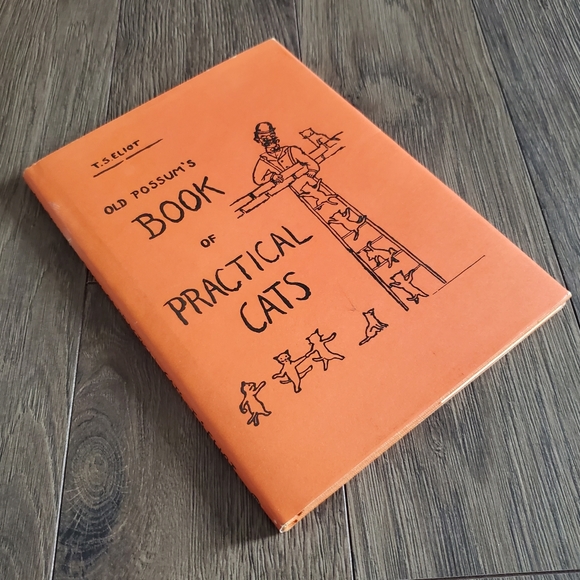 T. S. ELIOT
OLD POSSUM'S
BOOK
OF
PRACTICAL
CATS